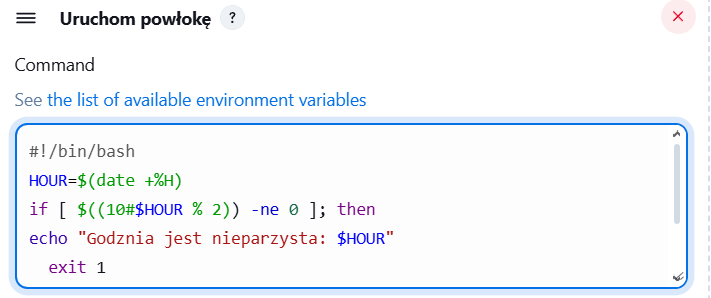 Uruchom powłokę ?
Command
See the list of available environment variables
#!/bin/bash
HOUR=$(date +%H)
if [ $((10#$HOUR % 2)) -ne 0 ]; then
echo "Godznia jest nieparzysta: $HOUR"
  exit 1